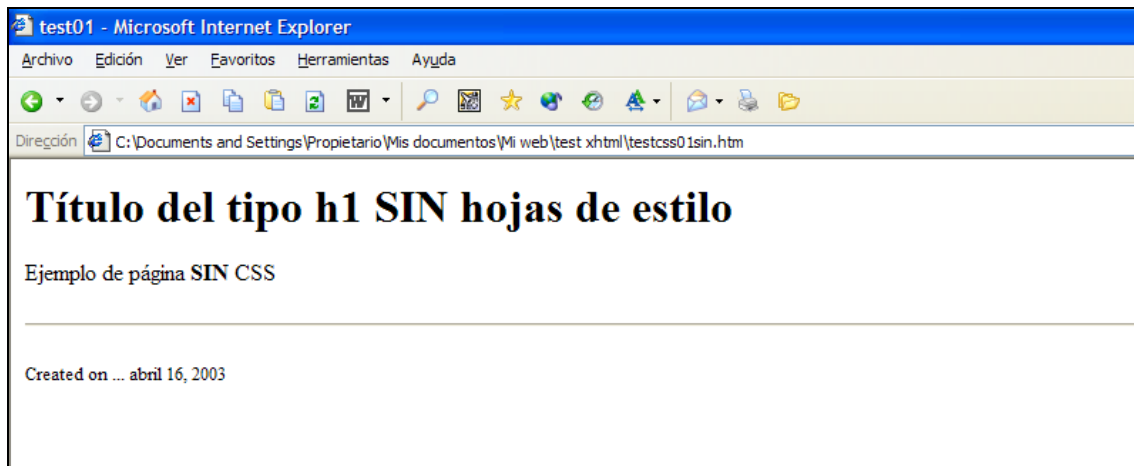 test01 - Microsoft Internet Explorer
Archivo Edición Ver Favoritos Herramientas Ayuda
Dirección C:\Documents and Settings\Propietario\Mis documentos\Mi web\test xhtml\testcss01sin.htm
Título del tipo h1 SIN hojas de estilo
Ejemplo de página SIN CSS
Created on ... abril 16, 2003